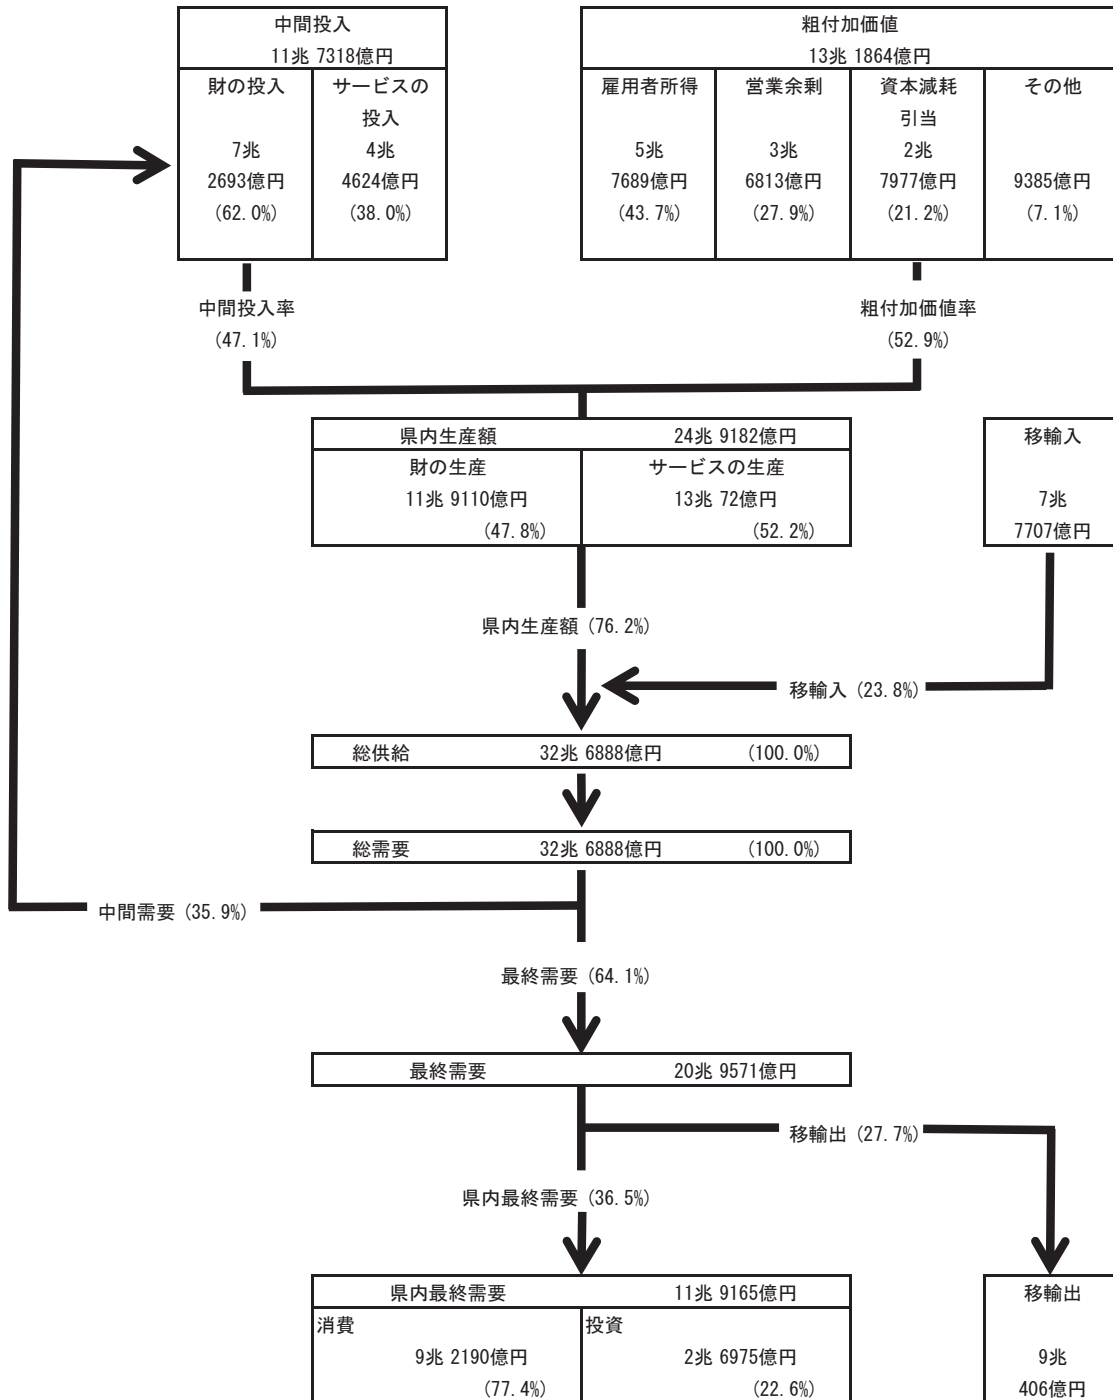 中間投入
11兆 7318億円
財の投入
7兆
2693億円
(62.0%)
サービスの
投入
4兆
4624億円
(38.0%)
粗付加価値
13兆 1864億円
雇用者所得
5兆
7689億円
(43.7%)
営業余剰
3兆
6813億円
(27.9%)
資本減耗
引当
2兆
7977億円
(21.2%)
その他
9385億円
(7.1%)
中間投入率
(47.1%)
粗付加価値率
(52.9%)
県内生産額 24兆 9182億円
財の生産
11兆 9110億円
(47.8%)
サービスの生産
13兆 72億円
(52.2%)
移輸入
7兆
7707億円
県内生産額 (76.2%)
移輸入 (23.8%)
総供給 32兆 6888億円 (100.0%)
総需要 32兆 6888億円 (100.0%)
中間需要 (35.9%)
最終需要 (64.1%)
最終需要 20兆 9571億円
移輸出 (27.7%)
県内最終需要 (36.5%)
県内最終需要 11兆 9165億円
消費
9兆 2190億円
(77.4%)
投資
2兆 6975億円
(22.6%)
移輸出
9兆
406億円